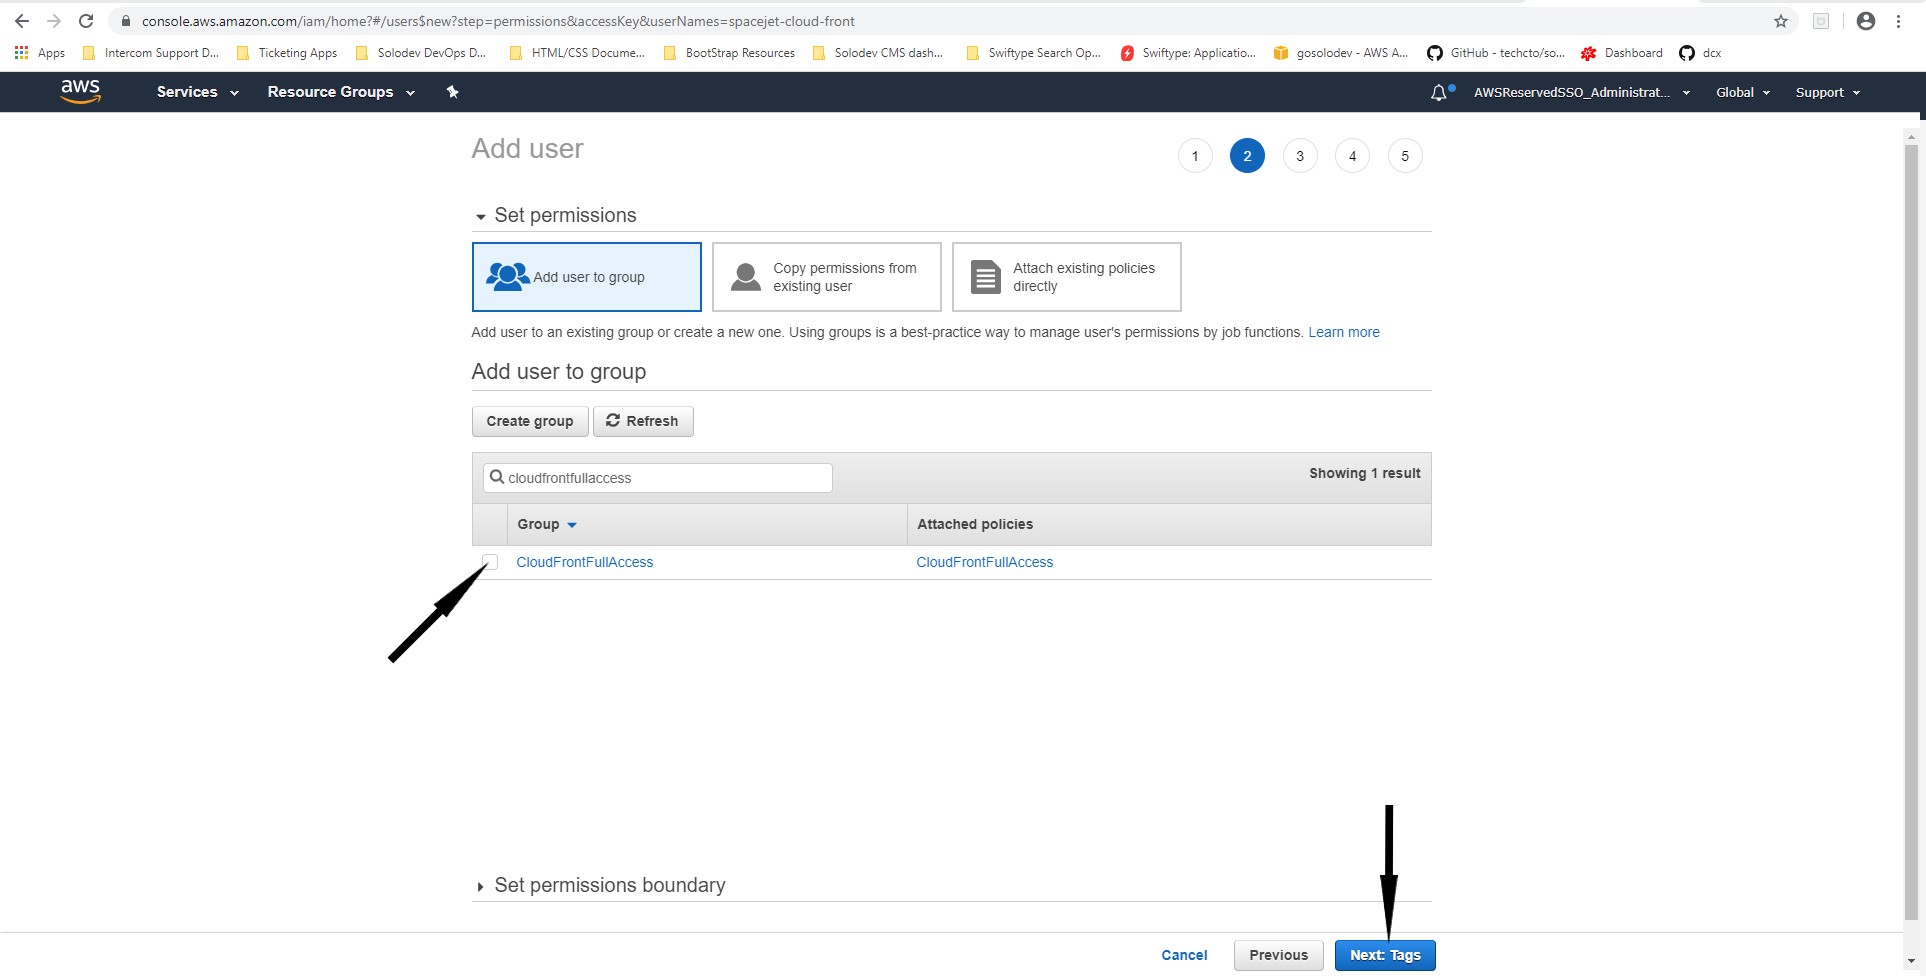 console.aws.amazon.com/iam/home?#/users$new?step=permissions&accessKey&userNames=spacejet-cloud-front
Apps Intercom Support D... Ticketing Apps Solodev DevOps D... HTML/CSS Docume... BootStrap Resources Solodev CMS dash... Swiftype Search Op... Swiftype: Applicatio... gosolodev - AWS A... GitHub - techcto/so... Dashboard dcx
aws Services Resource Groups AWSReservedSSO_Administrat... Global Support
Add user 1 2 3 4 5
Set permissions
Add user to group
Copy permissions from
existing user
Attach existing policies
directly
Add user to an existing group or create a new one. Using groups is a best-practice way to manage user's permissions by job functions. Learn more
Add user to group
Create group Refresh
cloudfrontfullaccess Showing 1 result
Group Attached policies
CloudFrontFullAccess CloudFrontFullAccess
Set permissions boundary
Cancel Previous Next: Tags